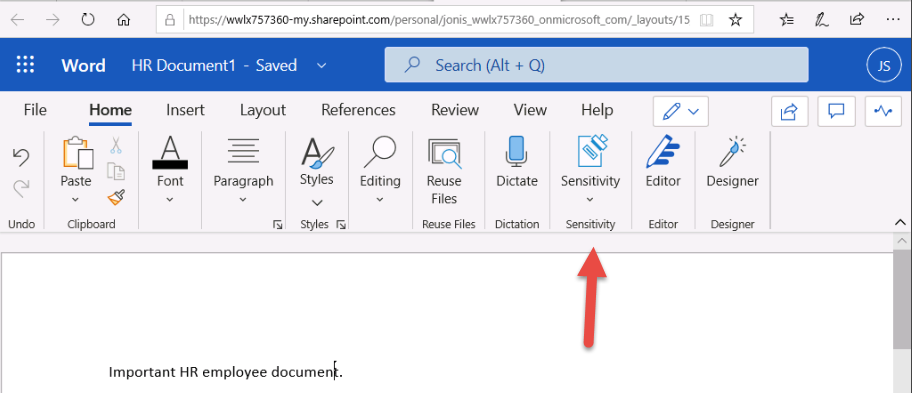 https://wwlx757360-my.sharepoint.com/personal/jonis_wwlx757360_onmicrosoft_com/_layouts/15
Word HR Document1 - Saved Search (Alt + Q) JS
File Home Insert Layout References Review View Help
Paste Font Paragraph Styles Editing Reuse Files Dictate Sensitivity Editor Designer
Undo Clipboard Styles Reuse Files Dictation Sensitivity Editor Designer
Important HR employee document.